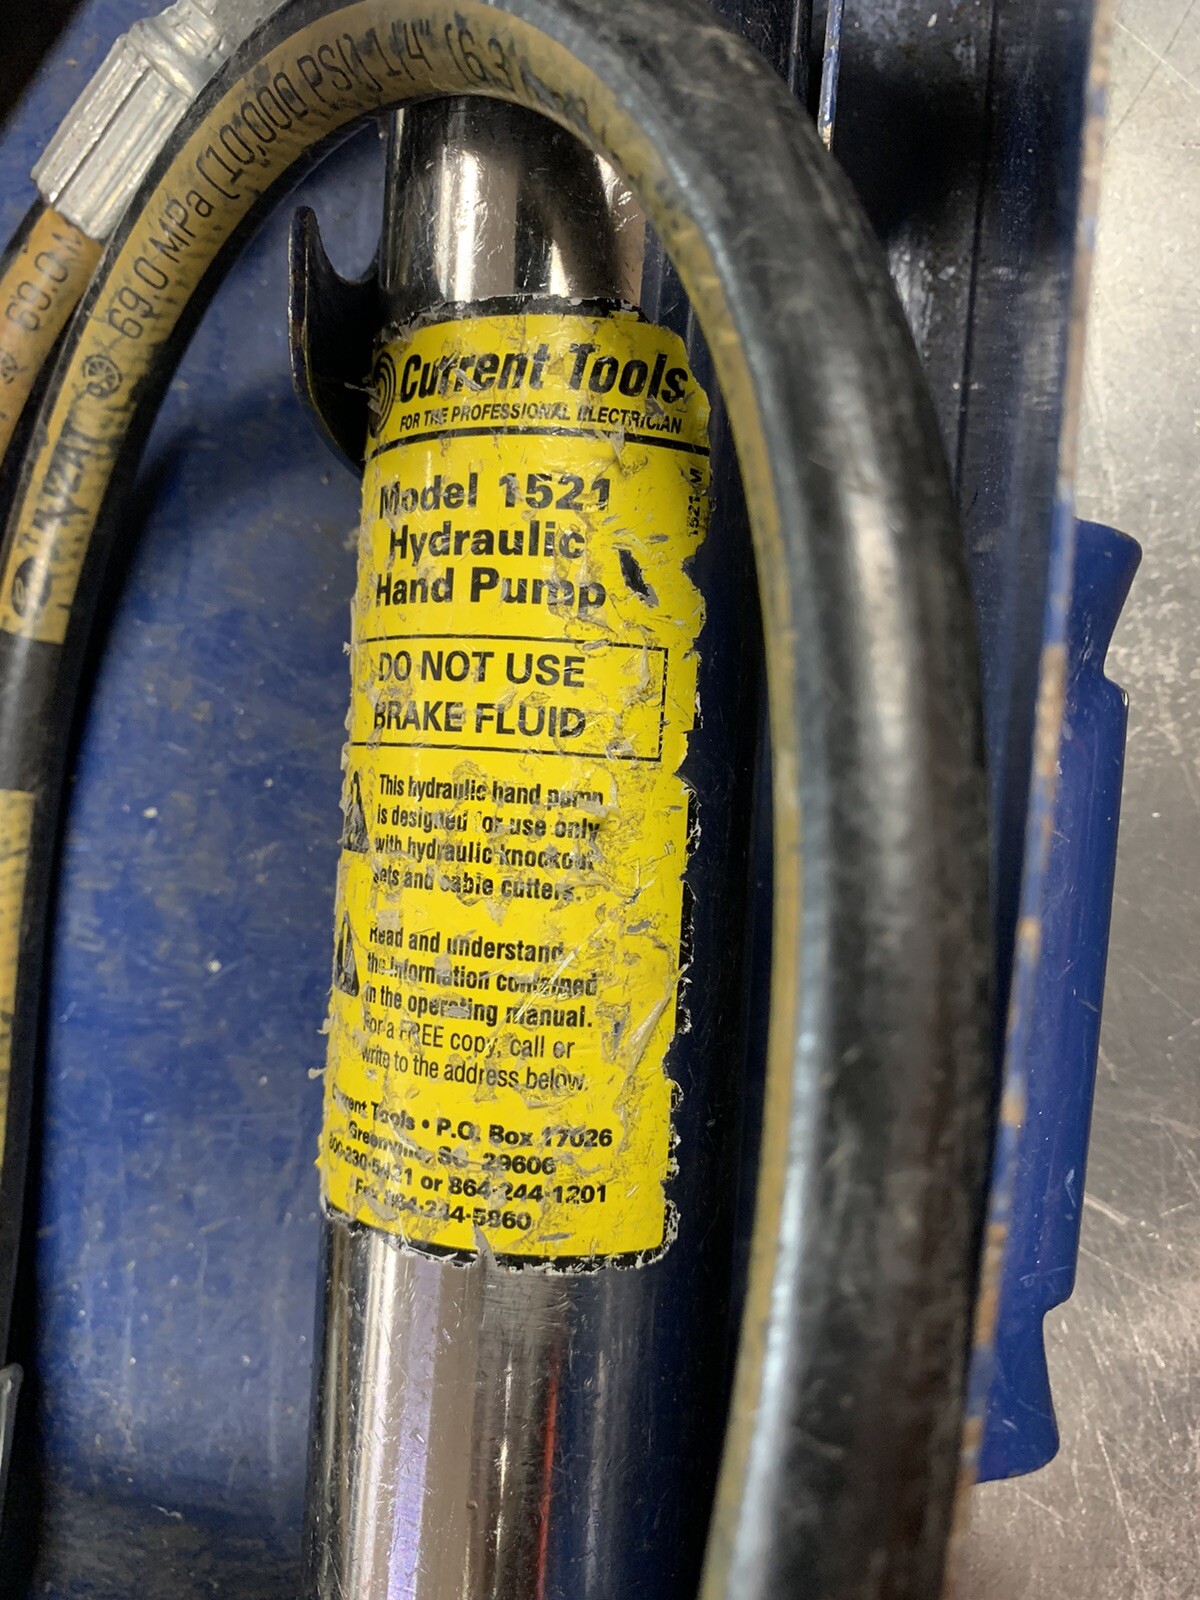 69.0 MPa (10,000 PSI) 1/4" (6.3
69.0 M
Current Tools
FOR THE PROFESSIONAL ELECTRICIAN
Model 1521
Hydraulic
Hand Pump
1521
DO NOT USE
BRAKE FLUID
This hydraulic hand pump
is designed for use only
with hydraulic knockout
sets and cable cutters.
Read and understand
the information contained
in the operating manual.
For a FREE copy, call or
write to the address below.
Current Tools • P.O. Box 17026
Greenville, SC 29606
or 864-244-1201
Fax 864-244-5860